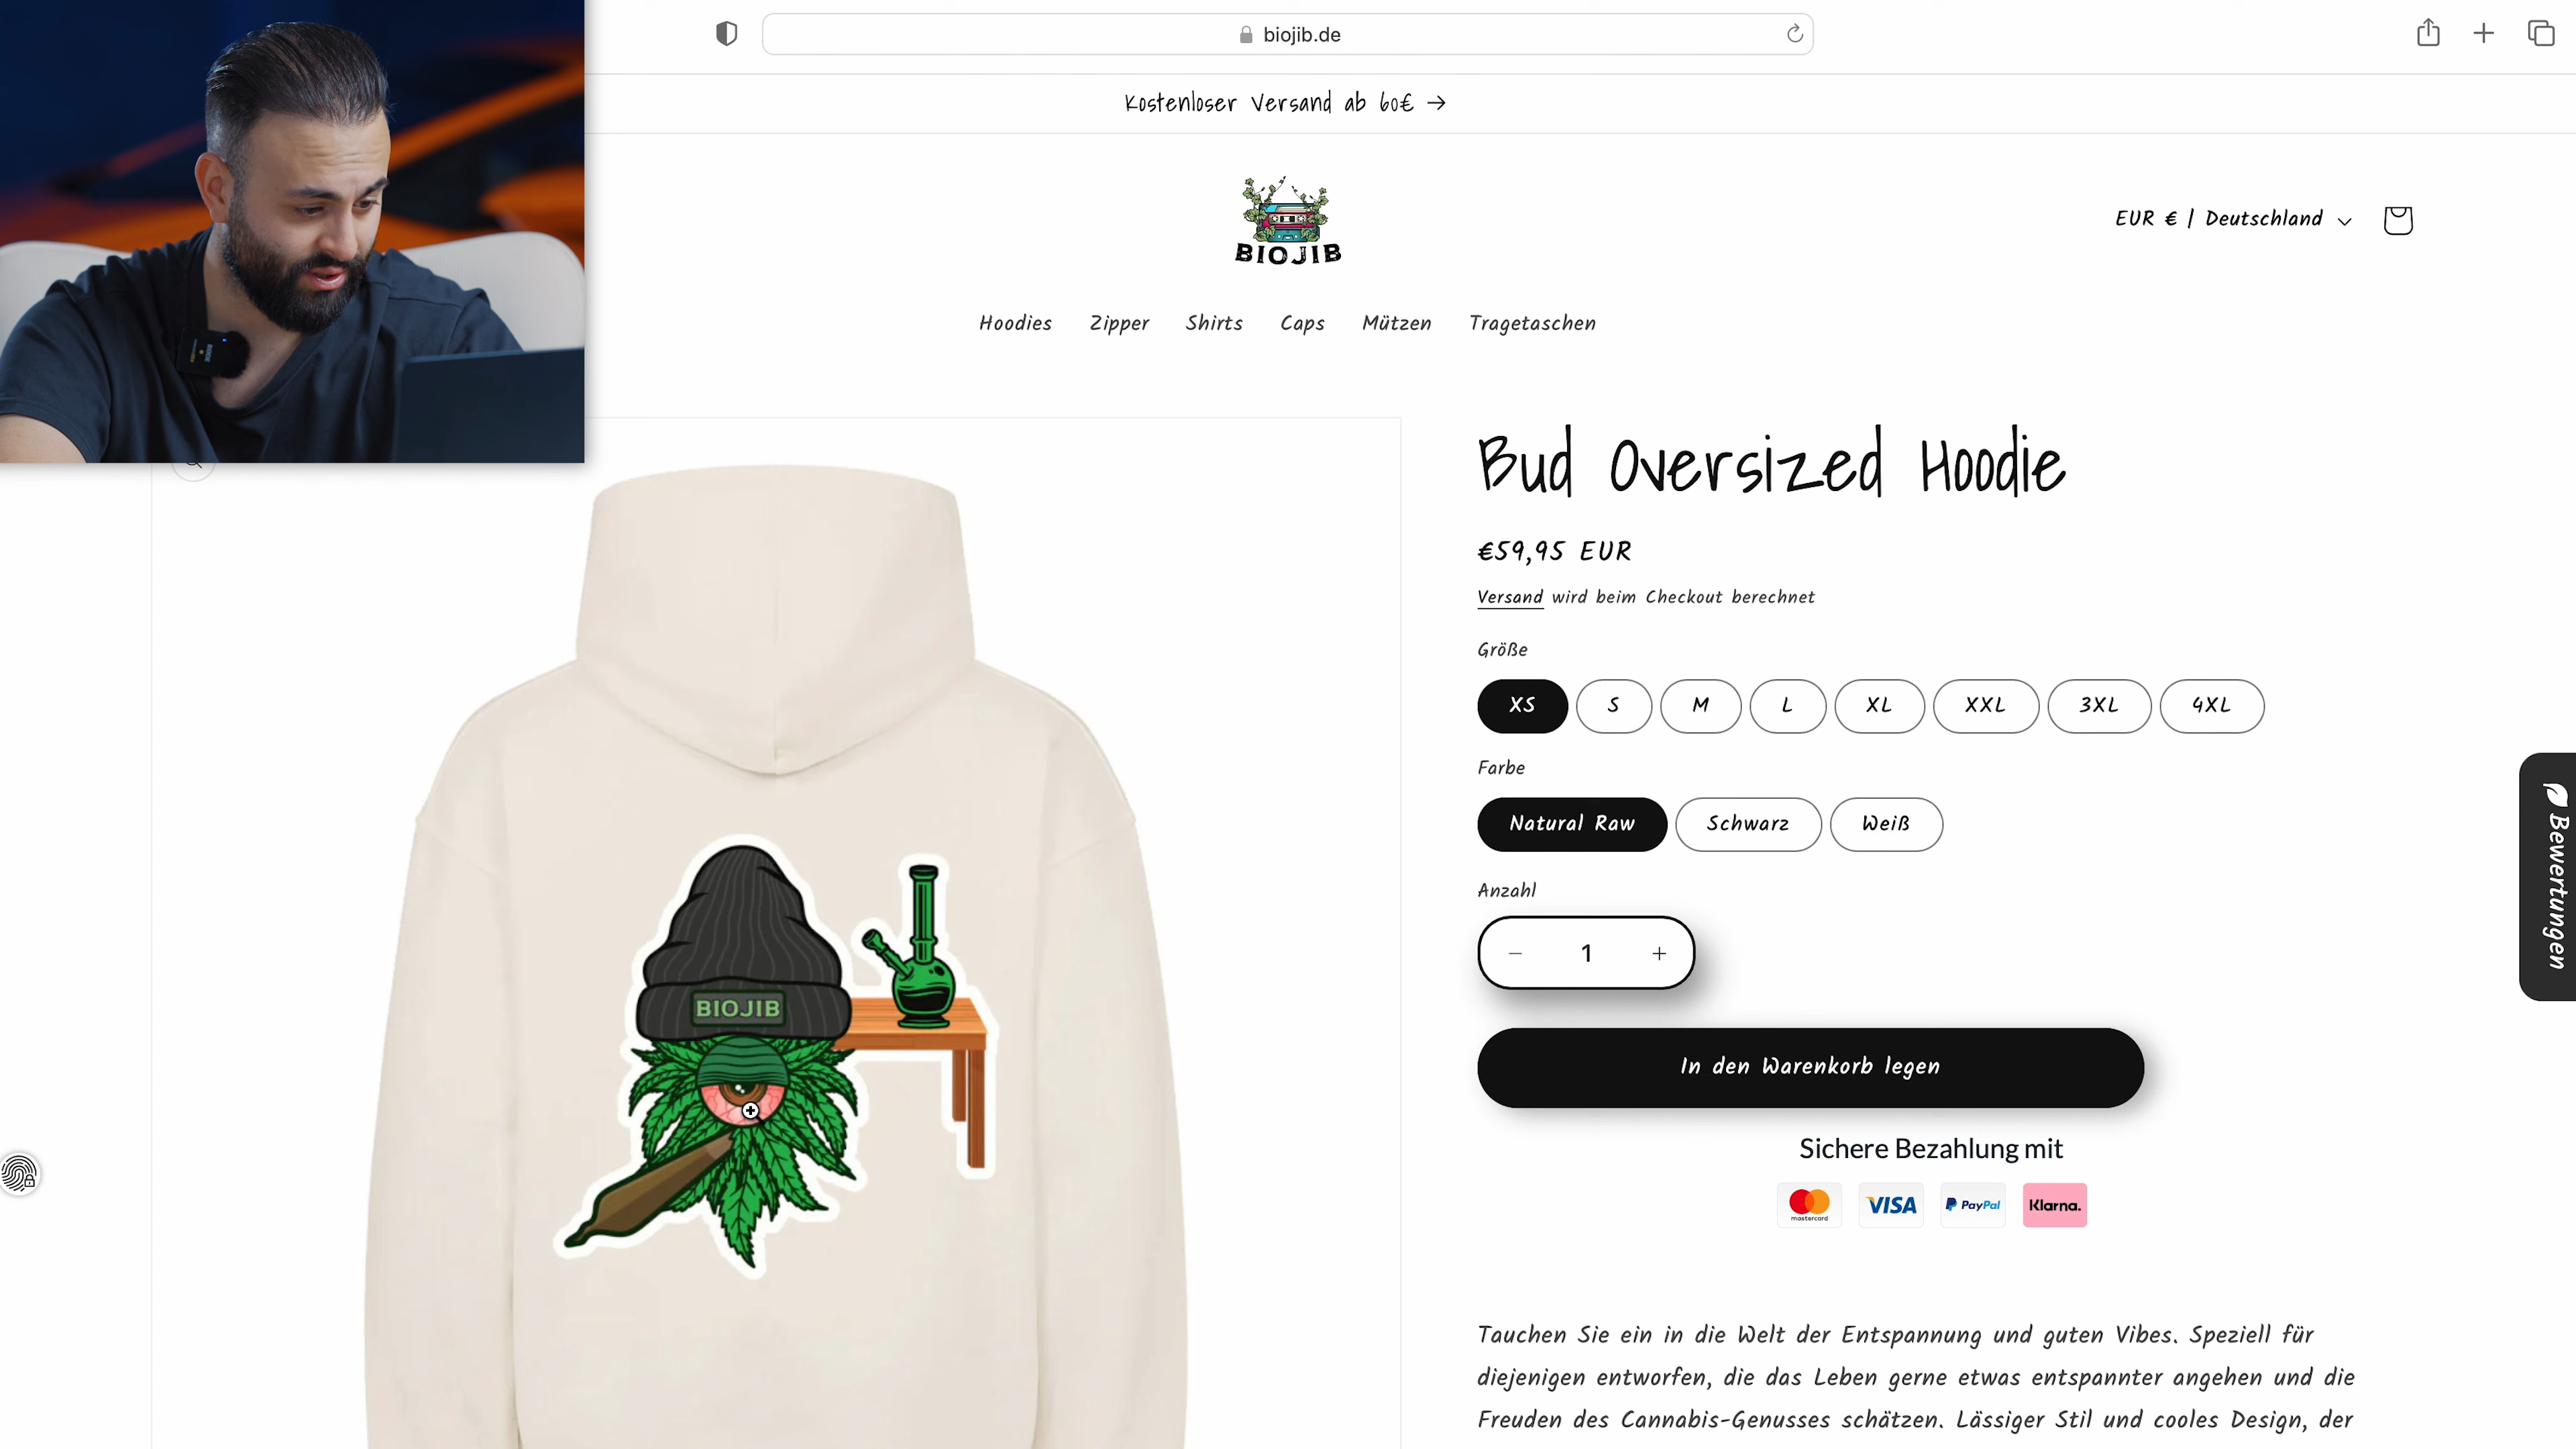 biojib.de
Kostenloser Versand ab 60€ →
BIOJIB
EUR € | Deutschland
Hoodies Zipper Shirts Caps Mützen Tragetaschen
Bud Oversized Hoodie
€59,95 EUR
Versand wird beim Checkout berechnet
Größe
XS S M L XL XXL 3XL 4XL
Farbe
Natural Raw Schwarz Weiß
Anzahl
− 1 +
In den Warenkorb legen
Sichere Bezahlung mit
mastercard VISA PayPal Klarna.
Tauchen Sie ein in die Welt der Entspannung und guten Vibes. Speziell für
diejenigen entworfen, die das Leben gerne etwas entspannter angehen und die
Freuden des Cannabis-Genusses schätzen. Lässiger Stil und cooles Design, der
BIOJIB
Bewertungen